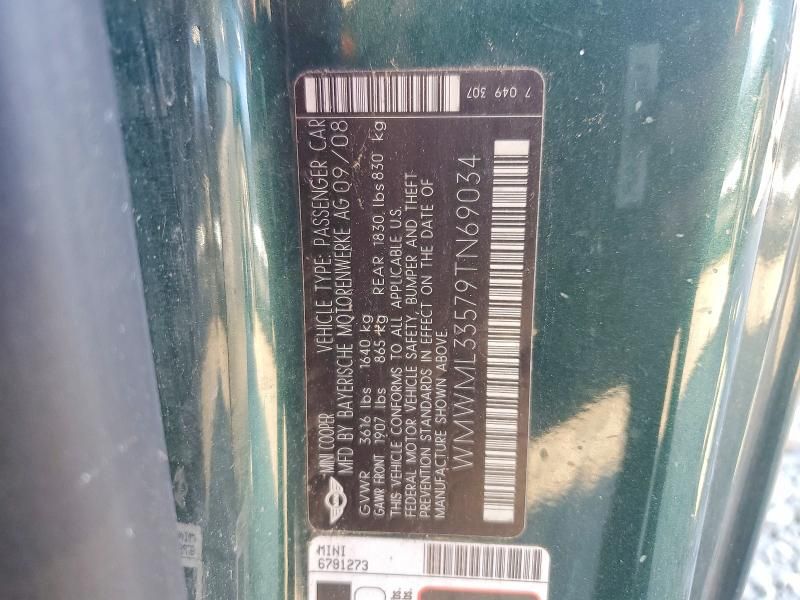 7 049 307
MINI COOPER VEHICLE TYPE: PASSENGER CAR
MFD BY BAYERISCHE MOTORENWERKE AG 09/08
GVWR 3616 lbs 1640 kg
GAWR FRONT 1907 lbs 865 kg REAR 1830 lbs 830 kg
THIS VEHICLE CONFORMS TO ALL APPLICABLE U.S.
FEDERAL MOTOR VEHICLE SAFETY, BUMPER AND THEFT
PREVENTION STANDARDS IN EFFECT ON THE DATE OF
MANUFACTURE SHOWN ABOVE.
WMWML33579TN69034
MINI
6791273